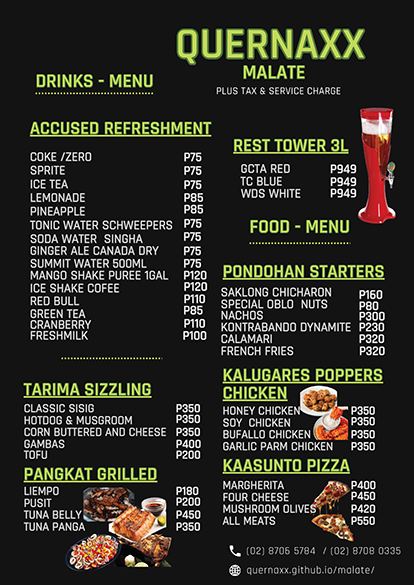 QUERNAXX
MALATE
PLUS TAX & SERVICE CHARGE
DRINKS - MENU
ACCUSED REFRESHMENT
COKE /ZERO P75
SPRITE P75
ICE TEA P75
LEMONADE P85
PINEAPPLE P85
TONIC WATER SCHWEEPERS P75
SODA WATER SINGHA P75
GINGER ALE CANADA DRY P75
SUMMIT WATER 500ML P75
MANGO SHAKE PUREE 1GAL P120
ICE SHAKE COFEE P120
RED BULL P110
GREEN TEA P85
CRANBERRY P110
FRESHMILK P100
REST TOWER 3L
GCTA RED P949
TC BLUE P949
WDS WHITE P949
FOOD - MENU
PONDOHAN STARTERS
SAKLONG CHICHARON P160
SPECIAL OBLO NUTS P80
NACHOS P300
KONTRABANDO DYNAMITE P230
CALAMARI P320
FRENCH FRIES P320
TARIMA SIZZLING
CLASSIC SISIG P350
HOTDOG & MUSGROOM P350
CORN BUTTERED AND CHEESE P350
GAMBAS P400
TOFU P200
PANGKAT GRILLED
LIEMPO P180
PUSIT P200
TUNA BELLY P450
TUNA PANGA P350
KALUGARES POPPERS
CHICKEN
HONEY CHICKEN P350
SOY CHICKEN P350
BUFALLO CHICKEN P350
GARLIC PARM CHICKEN P350
KAASUNTO PIZZA
MARGHERITA P400
FOUR CHEESE P450
MUSHROOM OLIVES P420
ALL MEATS P550
(02) 8706 5784 / (02) 8708 0335
quernaxx.github.io/malate/